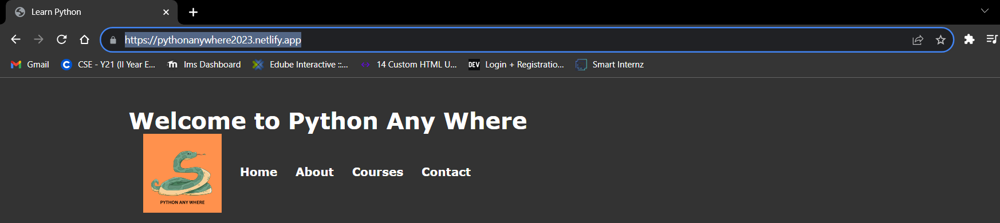 Learn Python
https://pythonanywhere2023.netlify.app
Gmail CSE - Y21 (II Year E... lms Dashboard Edube Interactive ::... 14 Custom HTML U... DEV Login + Registratio... Smart Internz
Welcome to Python Any Where
Home About Courses Contact
PYTHON ANY WHERE